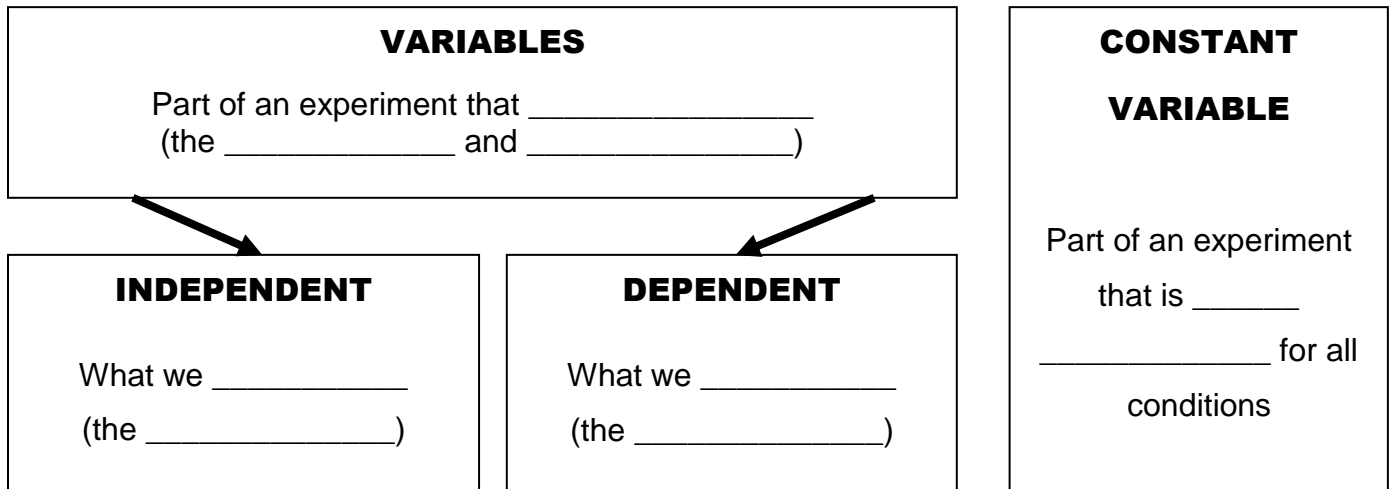 VARIABLES
Part of an experiment that ________________
(the _____________ and _______________)
INDEPENDENT
What we ___________
(the ______________)
DEPENDENT
What we ___________
(the ______________)
CONSTANT
VARIABLE
Part of an experiment
that is ______
_____________ for all
conditions